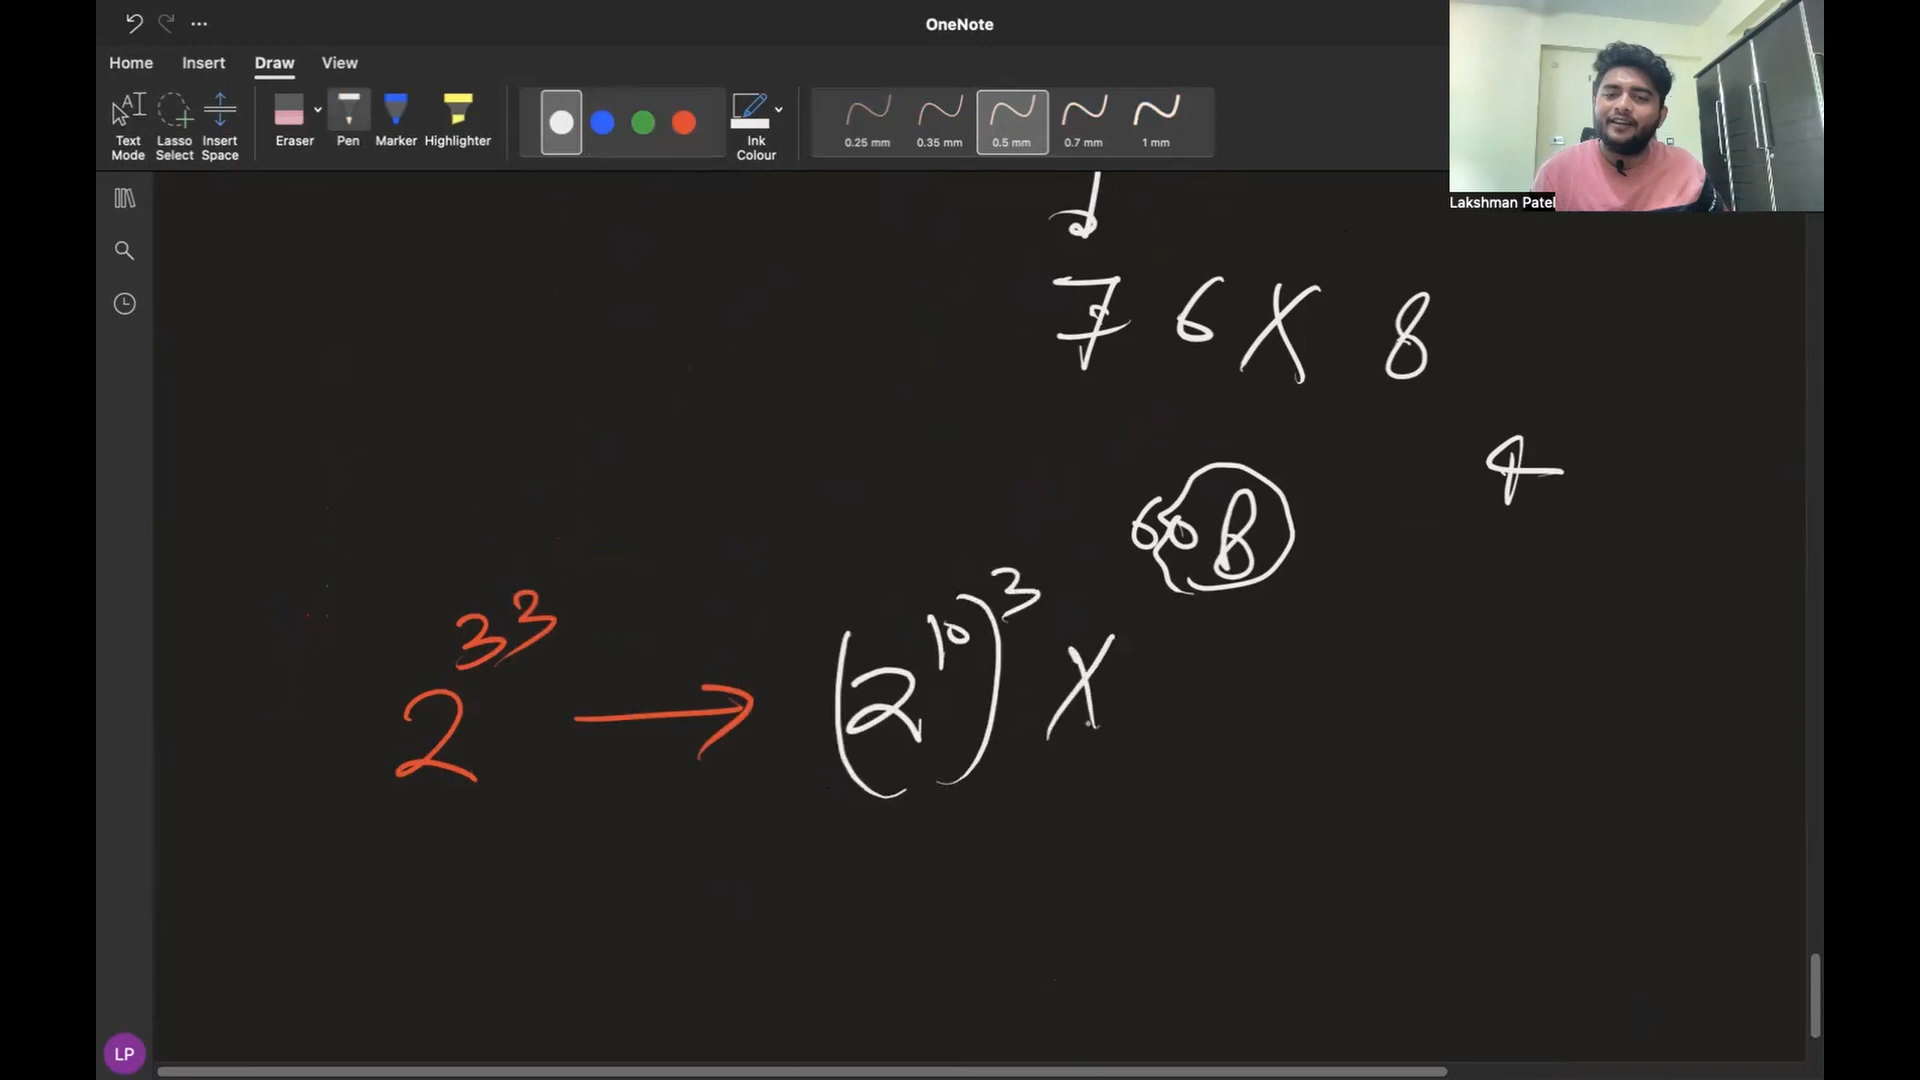 OneNote
Home Insert Draw View
Text Mode Lasso Select Insert Space Eraser Pen Marker Highlighter Ink Colour 0.25 mm 0.35 mm 0.5 mm 0.7 mm 1 mm
Lakshman Patel
7 6 X 8
4
60 B
2^33 → (2^10)^3 X
LP